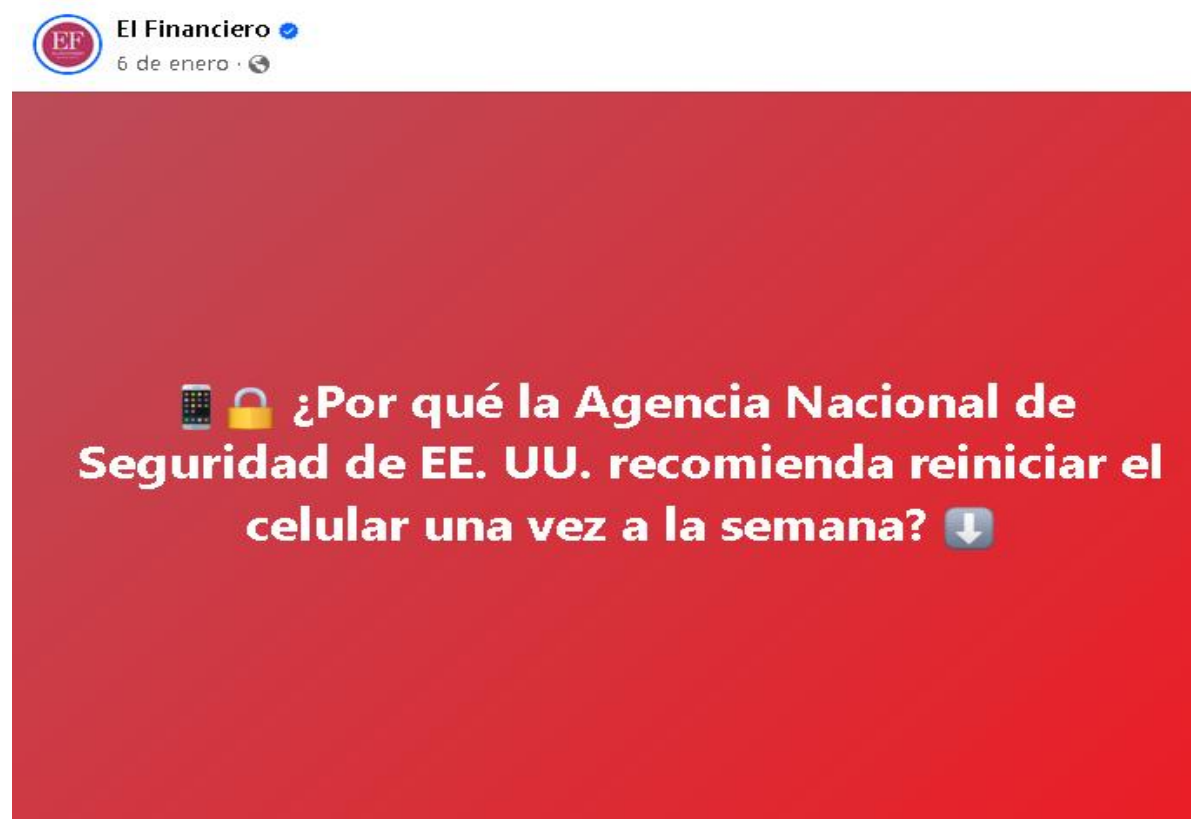 EF
El Financiero
6 de enero ·
📱🔒 ¿Por qué la Agencia Nacional de
Seguridad de EE. UU. recomienda reiniciar el
celular una vez a la semana? ⬇️